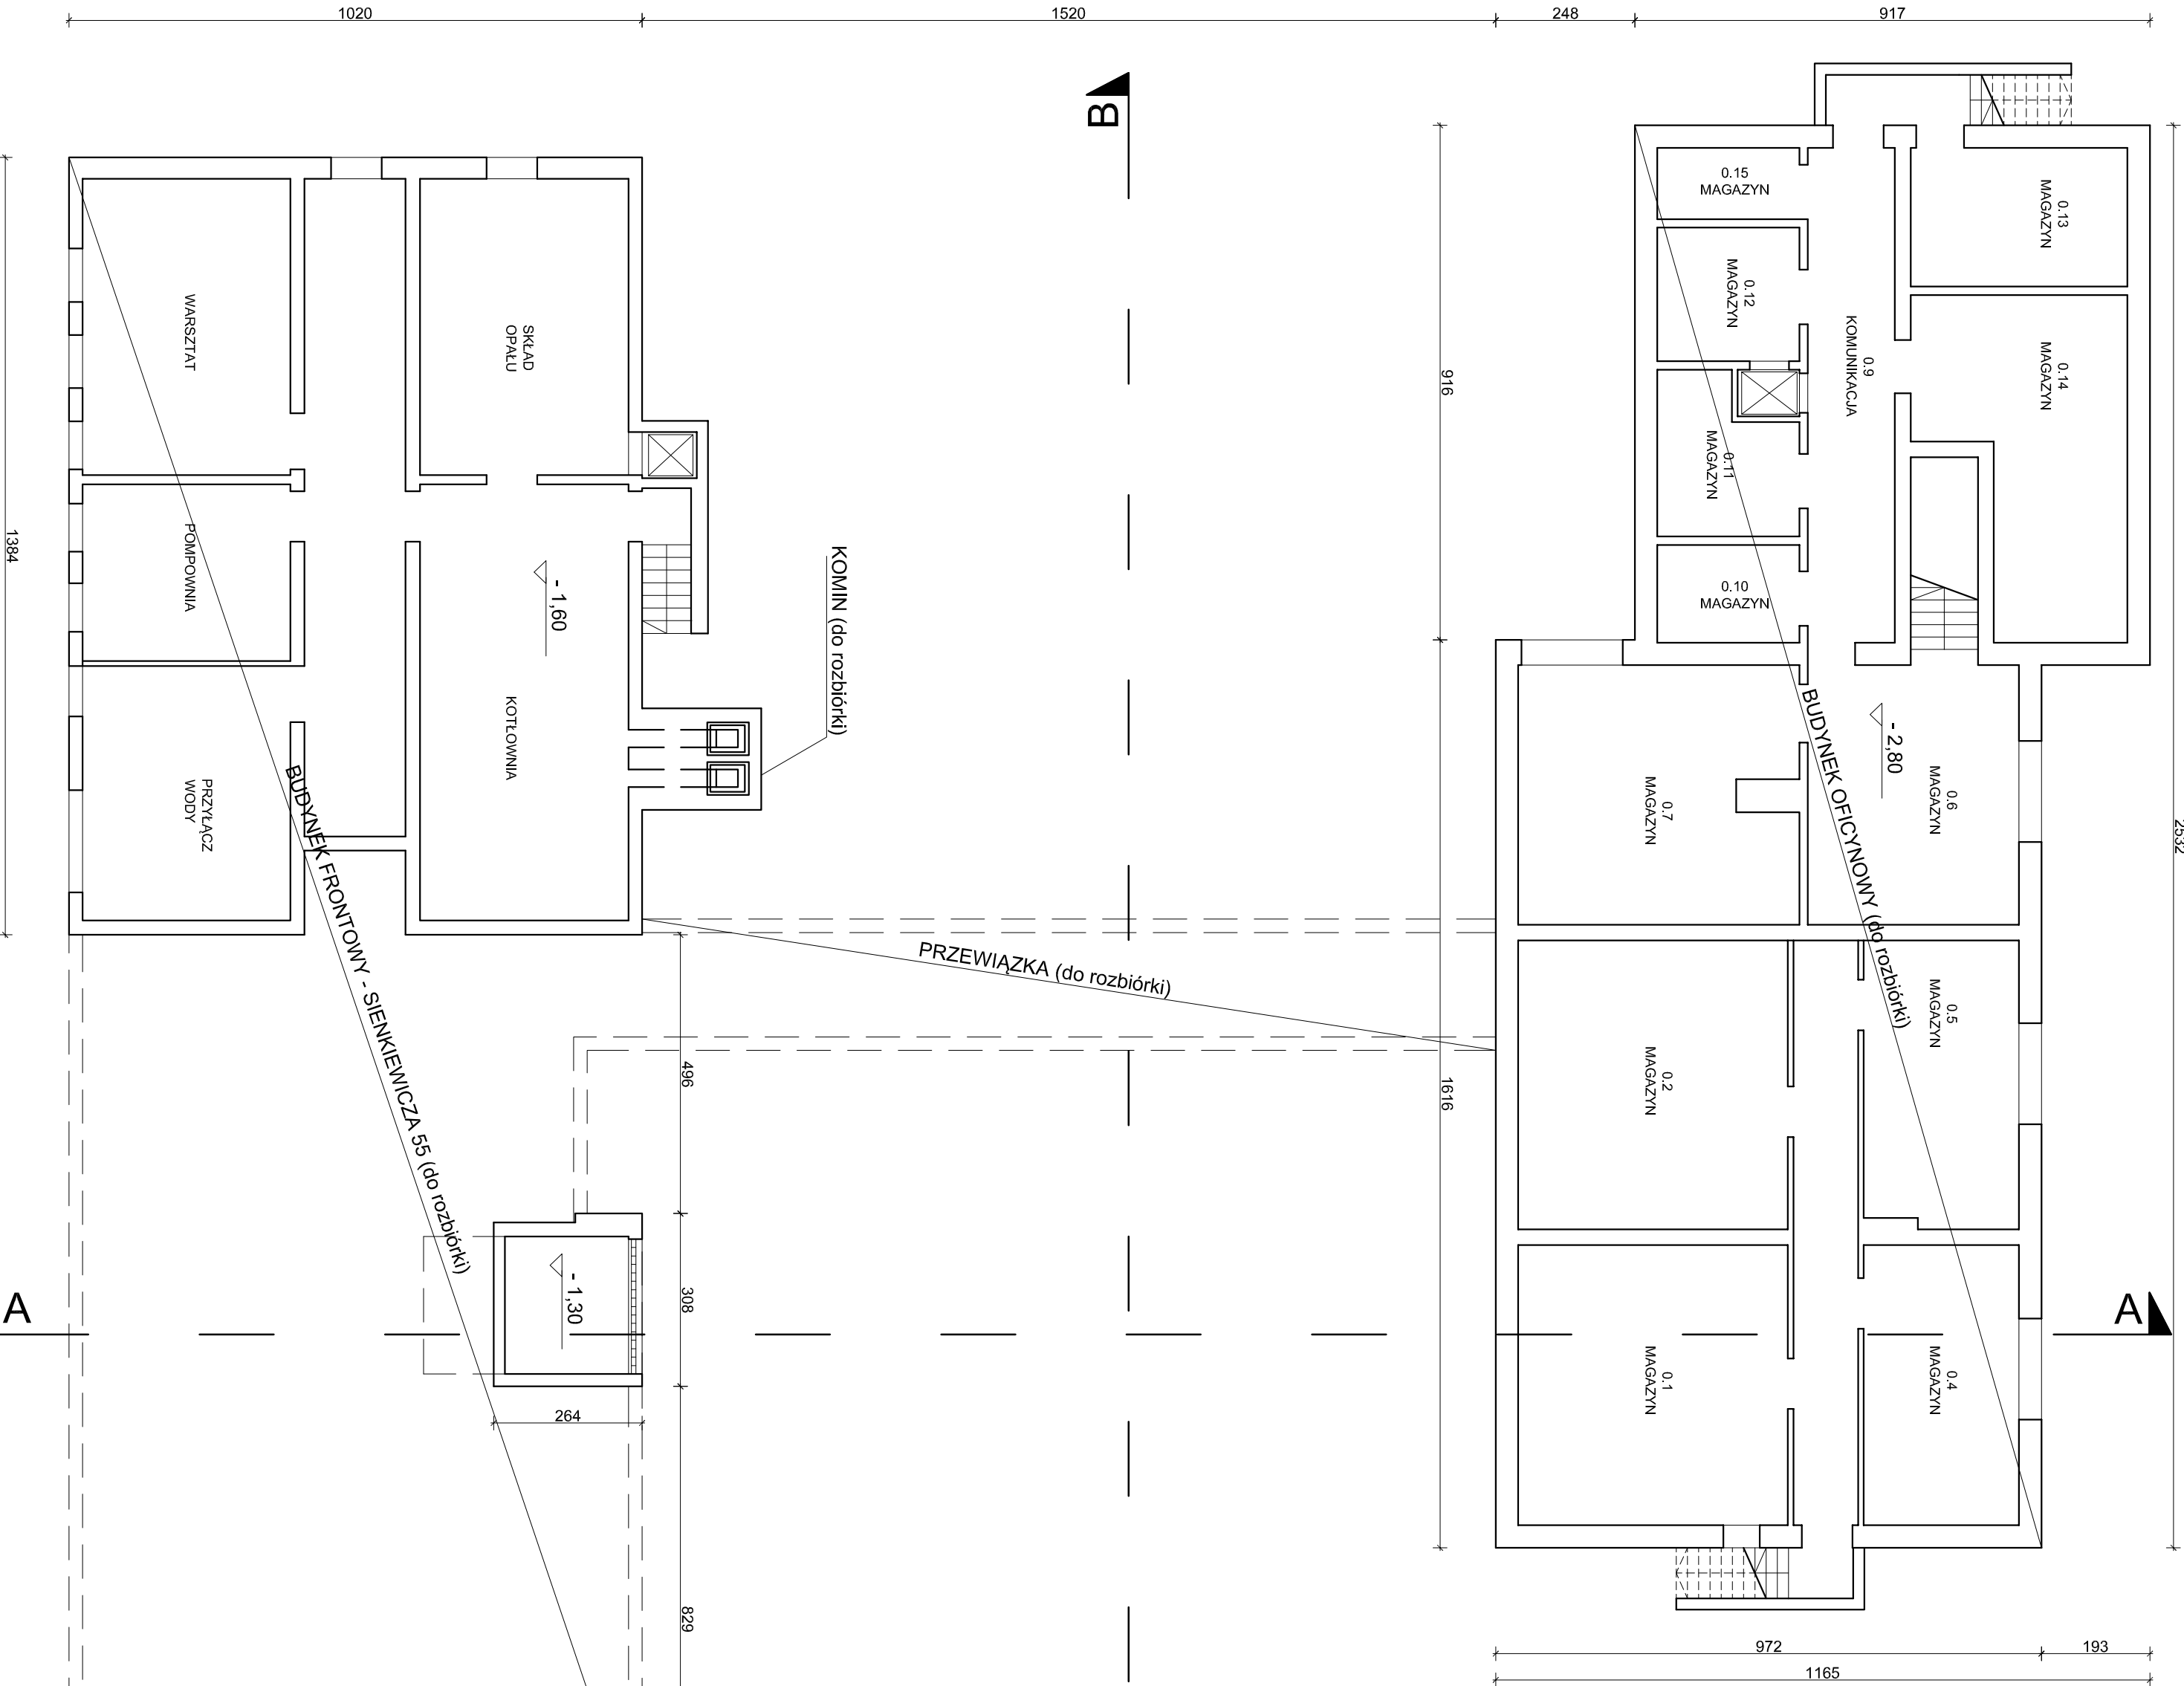 1020
1520
248
917
B
0.15
MAGAZYN
0.13
MAGAZYN
0.12
MAGAZYN
0.9
KOMUNIKACJA
0.14
MAGAZYN
WARSZTAT
SKŁAD
OPAŁU
916
0.11
MAGAZYN
1384
POMPOWNIA
- 1,60
KOMIN (do rozbiórki)
0.10
MAGAZYN
KOTŁOWNIA
PRZYŁĄCZ
WODY
BUDYNEK FRONTOWY - SIENKIEWICZA 55 (do rozbiórki)
- 2,80
BUDYNEK OFICYNOWY (do rozbiórki)
0.7
MAGAZYN
0.6
MAGAZYN
2532
PRZEWIĄZKA (do rozbiórki)
0.5
MAGAZYN
496
1616
0.2
MAGAZYN
A
- 1,30
308
A
0.1
MAGAZYN
0.4
MAGAZYN
264
829
972
193
1165